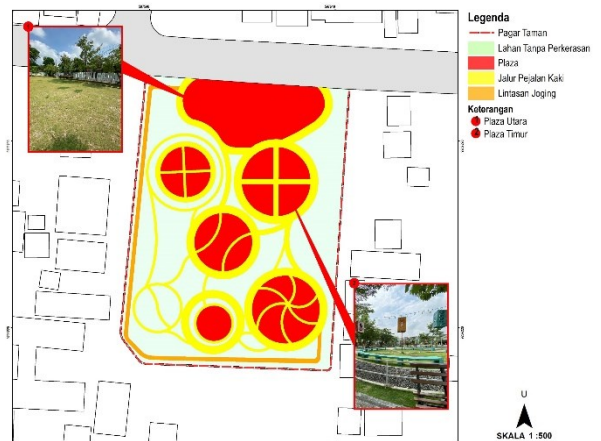 Legenda
Pagar Taman
Lahan Tanpa Perkerasan
Plaza
Jalur Pejalan Kaki
Lintasan Joging
Keterangan
Plaza Utara
Plaza Timur
U
SKALA 1:500